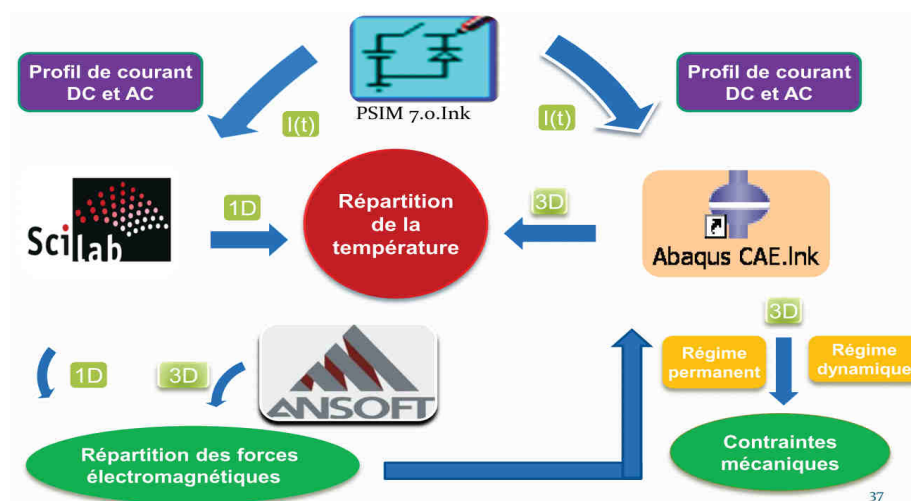 Profil de courant
DC et AC
I(t)
PSIM 7.0.lnk
I(t)
Profil de courant
DC et AC
Scilab
1D
Répartition
de la
température
3D
Abaqus CAE.lnk
3D
1D
3D
ANSOFT
Régime
permanent
Régime
dynamique
Répartition des forces
électromagnétiques
Contraintes
mécaniques
37